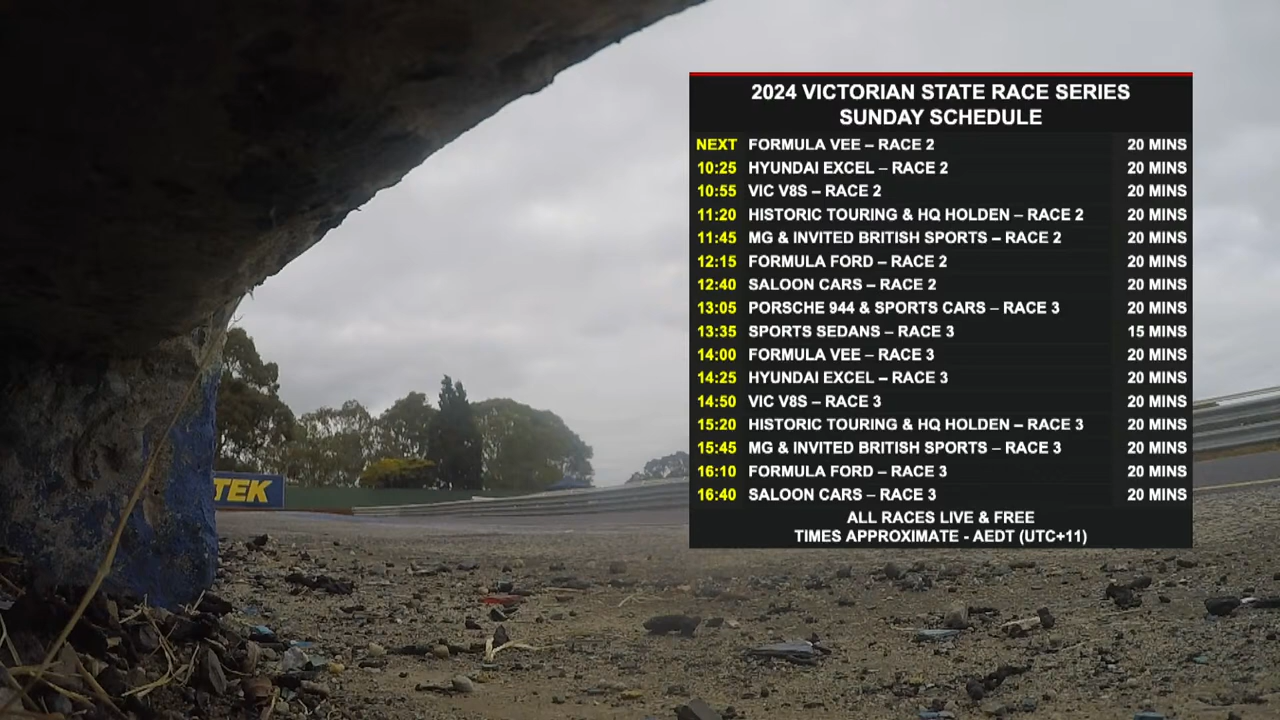 2024 VICTORIAN STATE RACE SERIES
SUNDAY SCHEDULE
NEXT FORMULA VEE – RACE 2 20 MINS
10:25 HYUNDAI EXCEL – RACE 2 20 MINS
10:55 VIC V8S – RACE 2 20 MINS
11:20 HISTORIC TOURING & HQ HOLDEN – RACE 2 20 MINS
11:45 MG & INVITED BRITISH SPORTS – RACE 2 20 MINS
12:15 FORMULA FORD – RACE 2 20 MINS
12:40 SALOON CARS – RACE 2 20 MINS
13:05 PORSCHE 944 & SPORTS CARS – RACE 3 20 MINS
13:35 SPORTS SEDANS – RACE 3 15 MINS
14:00 FORMULA VEE – RACE 3 20 MINS
14:25 HYUNDAI EXCEL – RACE 3 20 MINS
14:50 VIC V8S – RACE 3 20 MINS
15:20 HISTORIC TOURING & HQ HOLDEN – RACE 3 20 MINS
15:45 MG & INVITED BRITISH SPORTS – RACE 3 20 MINS
16:10 FORMULA FORD – RACE 3 20 MINS
16:40 SALOON CARS – RACE 3 20 MINS
ALL RACES LIVE & FREE
TIMES APPROXIMATE - AEDT (UTC+11)
TEK